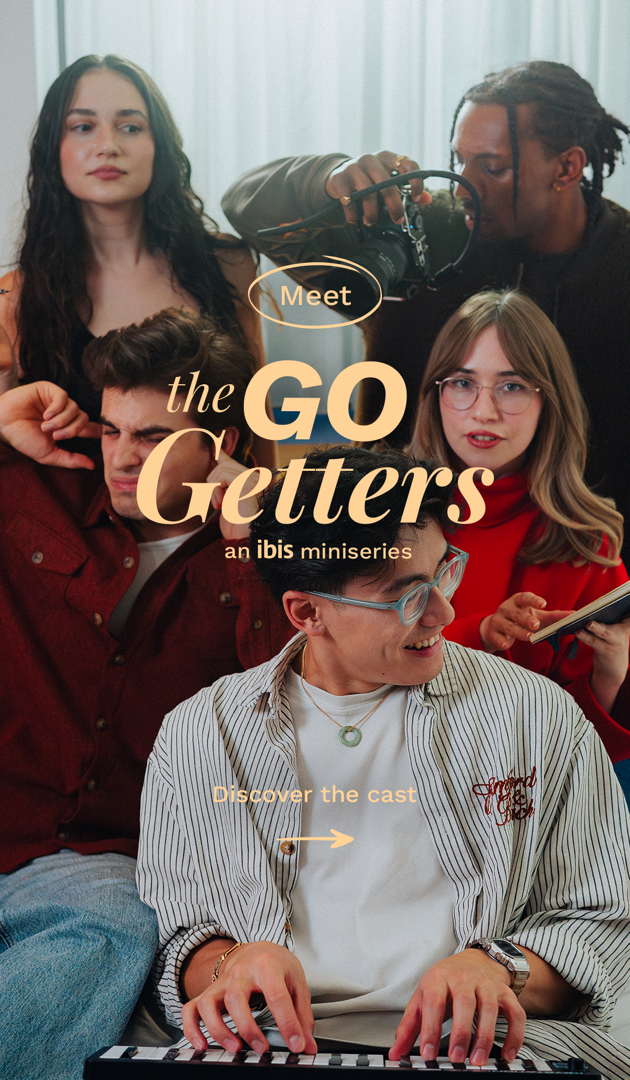 Meet
the GO
Getters
an ibis miniseries
Discover the cast